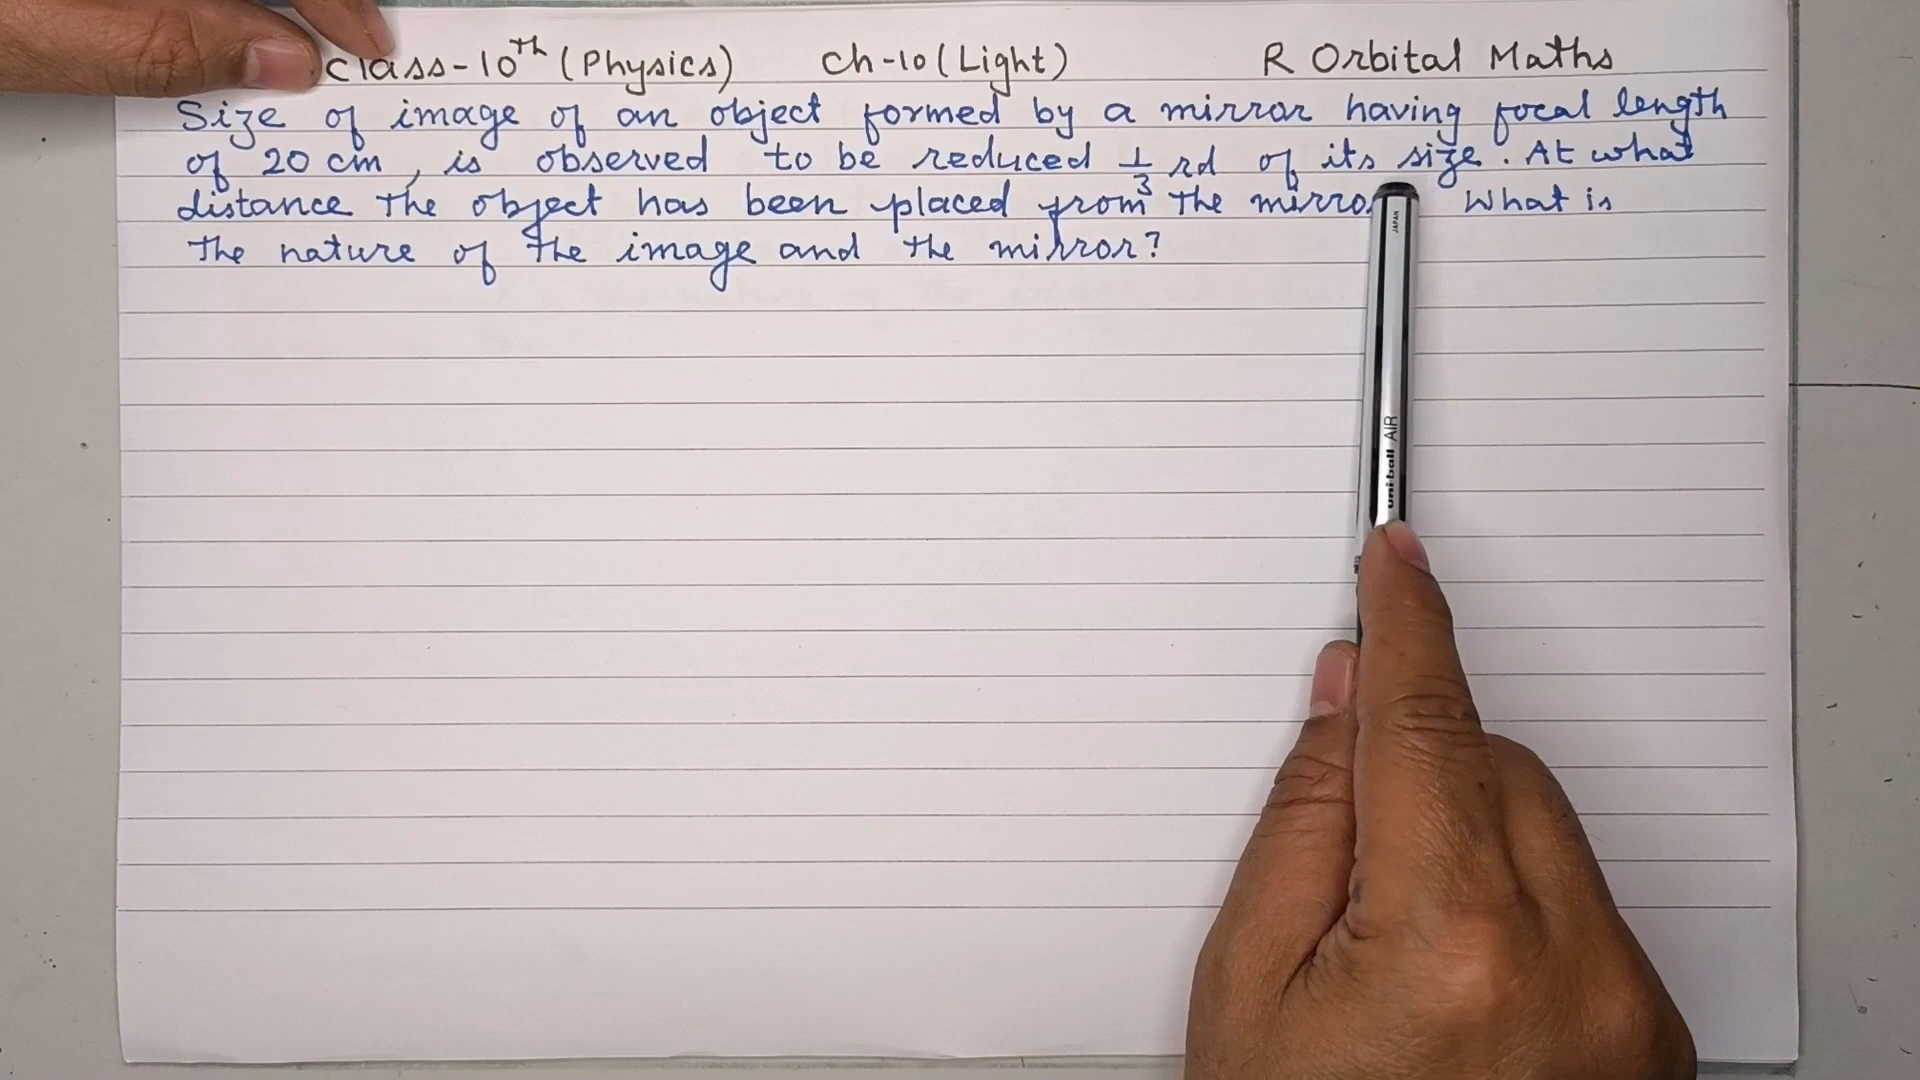 Class-10th (Physics) Ch-10 (Light) R Orbital Maths
Size of image of an object formed by a mirror having focal length
of 20 cm, is observed to be reduced 1/3 rd of its size. At what
distance the object has been placed from the mirror What is
the nature of the image and the mirror?
uni-ball AIR
JAPAN